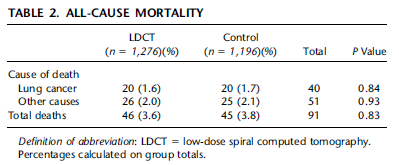 TABLE 2. ALL-CAUSE MORTALITY
LDCT Control
(n = 1,276)(%) (n = 1,196)(%) Total P Value
Cause of death
Lung cancer 20 (1.6) 20 (1.7) 40 0.84
Other causes 26 (2.0) 25 (2.1) 51 0.93
Total deaths 46 (3.6) 45 (3.8) 91 0.83
Definition of abbreviation: LDCT = low-dose spiral computed tomography.
Percentages calculated on group totals.